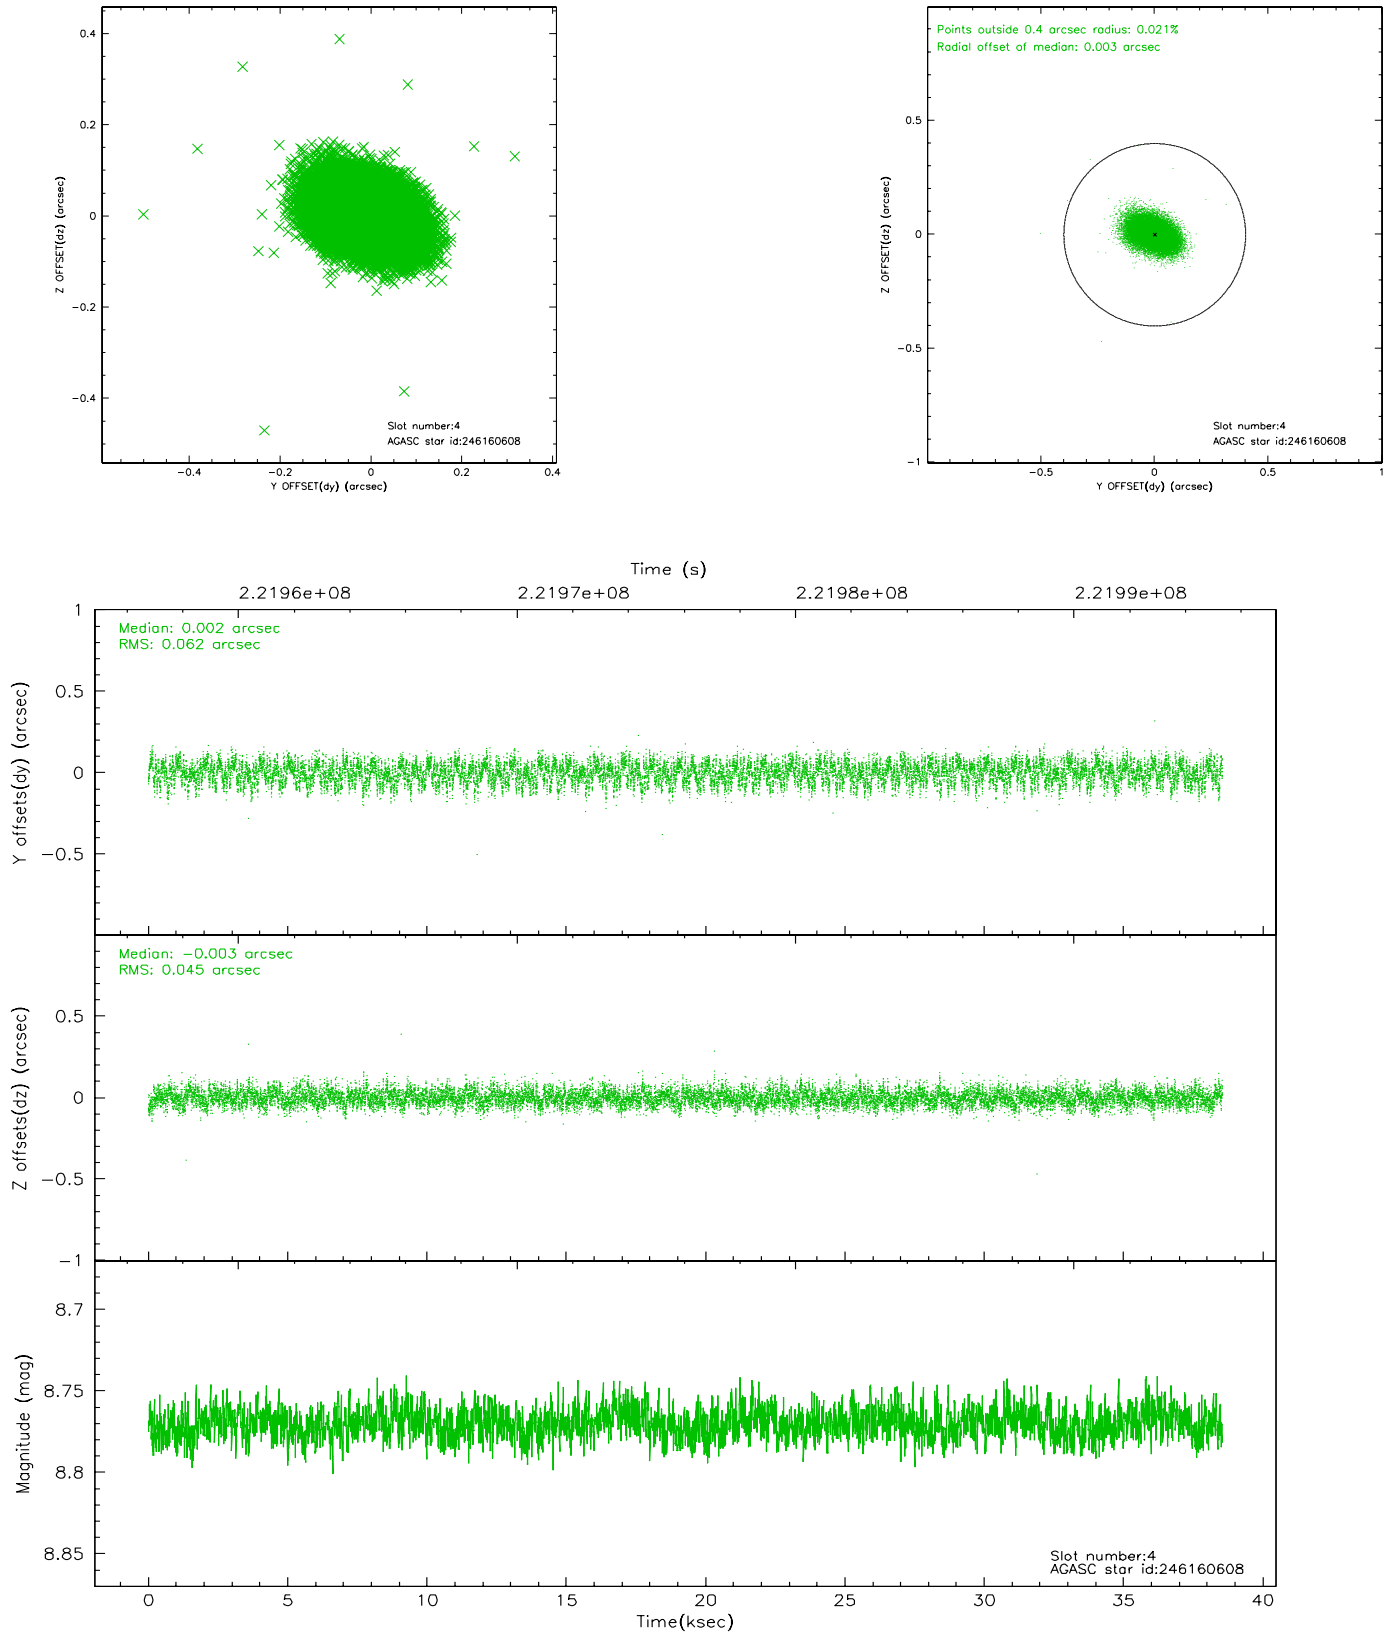 0.4
0.2
0
−0.2
−0.4
Z OFFSET(dz) (arcsec)
Slot number:4
AGASC star id:246160608
−0.4
−0.2
0
0.2
0.4
Y OFFSET(dy) (arcsec)
Points outside 0.4 arcsec radius: 0.021%
Radial offset of median: 0.003 arcsec
0.5
0
−0.5
−1
Z OFFSET(dz) (arcsec)
Slot number:4
AGASC star id:246160608
−0.5
0
0.5
1
Y OFFSET(dy) (arcsec)
Time (s)
2.2196e+08
2.2197e+08
2.2198e+08
2.2199e+08
Median: 0.002 arcsec
RMS: 0.062 arcsec
1
0.5
0
−0.5
Y offsets(dy) (arcsec)
Median: −0.003 arcsec
RMS: 0.045 arcsec
0.5
0
−0.5
−1
Z offsets(dz) (arcsec)
8.7
8.75
8.8
8.85
Magnitude (mag)
Slot number:4
AGASC star id:246160608
0
5
10
15
20
25
30
35
40
Time(ksec)